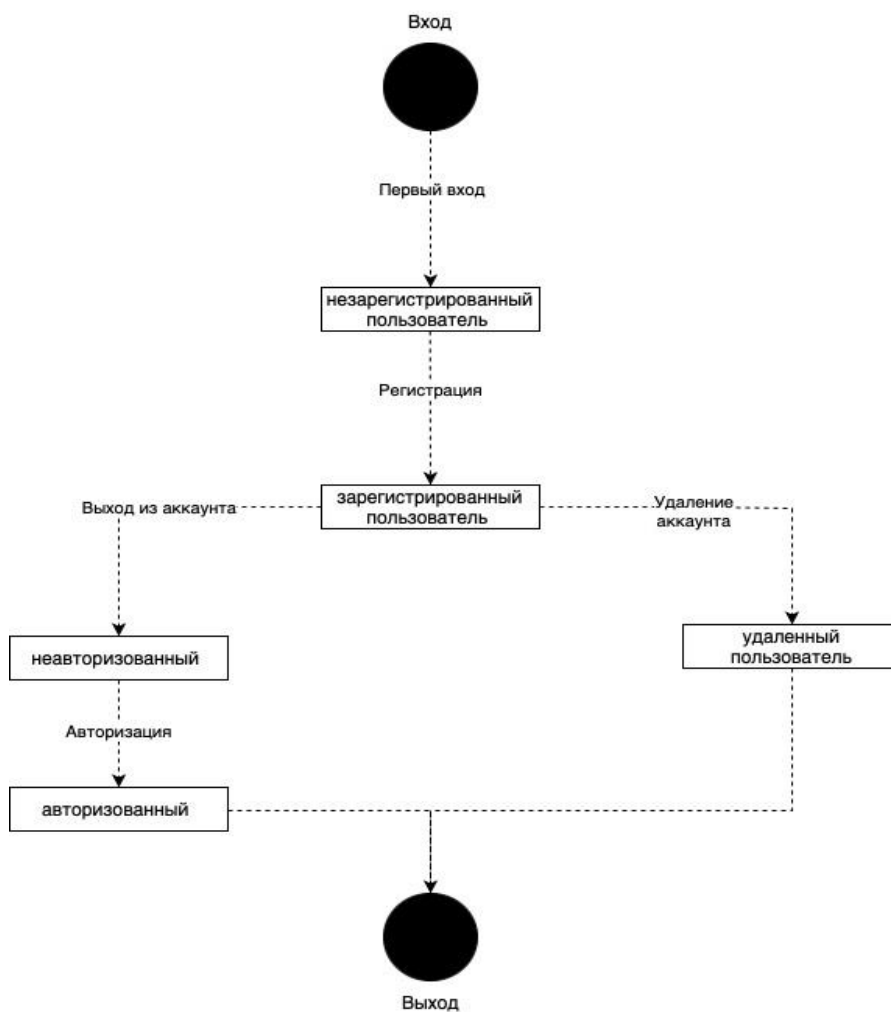 Вход
Первый вход
незарегистрированный
пользователь
Регистрация
зарегистрированный
пользователь
Выход из аккаунта
Удаление
аккаунта
неавторизованный
удаленный
пользователь
Авторизация
авторизованный
Выход